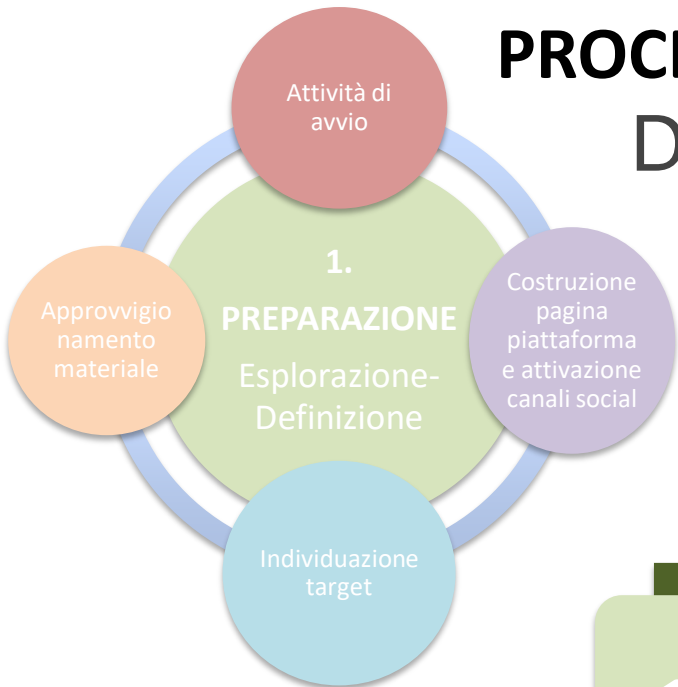 PROC
D
Attività di
avvio
1.
PREPARAZIONE
Esplorazione-
Definizione
Costruzione
pagina
piattaforma
e attivazione
canali social
Individuazione
target
Approvvigio
namento
materiale